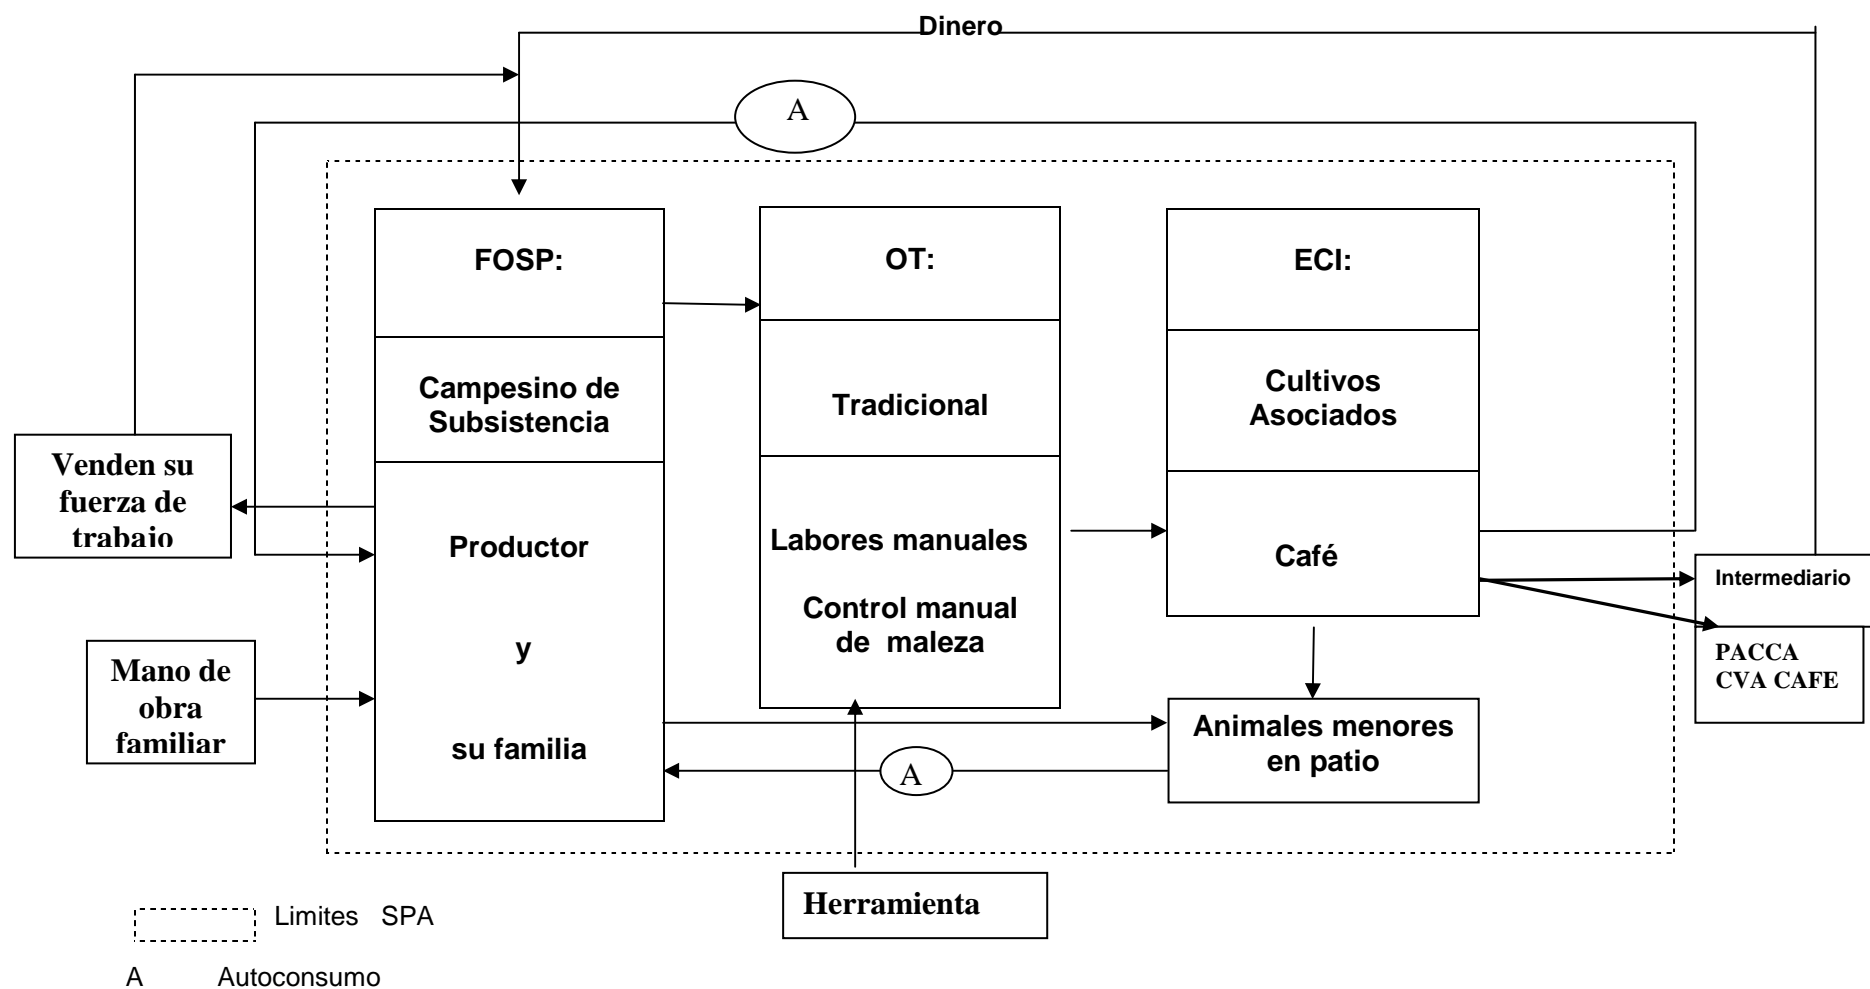 Dinero
A
FOSP:
Campesino de
Subsistencia
Productor
y
su familia
OT:
Tradicional
Labores manuales
Control manual
de maleza
ECI:
Cultivos
Asociados
Café
Venden su
fuerza de
trabajo
Mano de
obra
familiar
Intermediario
PACCA
CVA CAFE
Animales menores
en patio
A
Herramienta
Limites SPA
A Autoconsumo